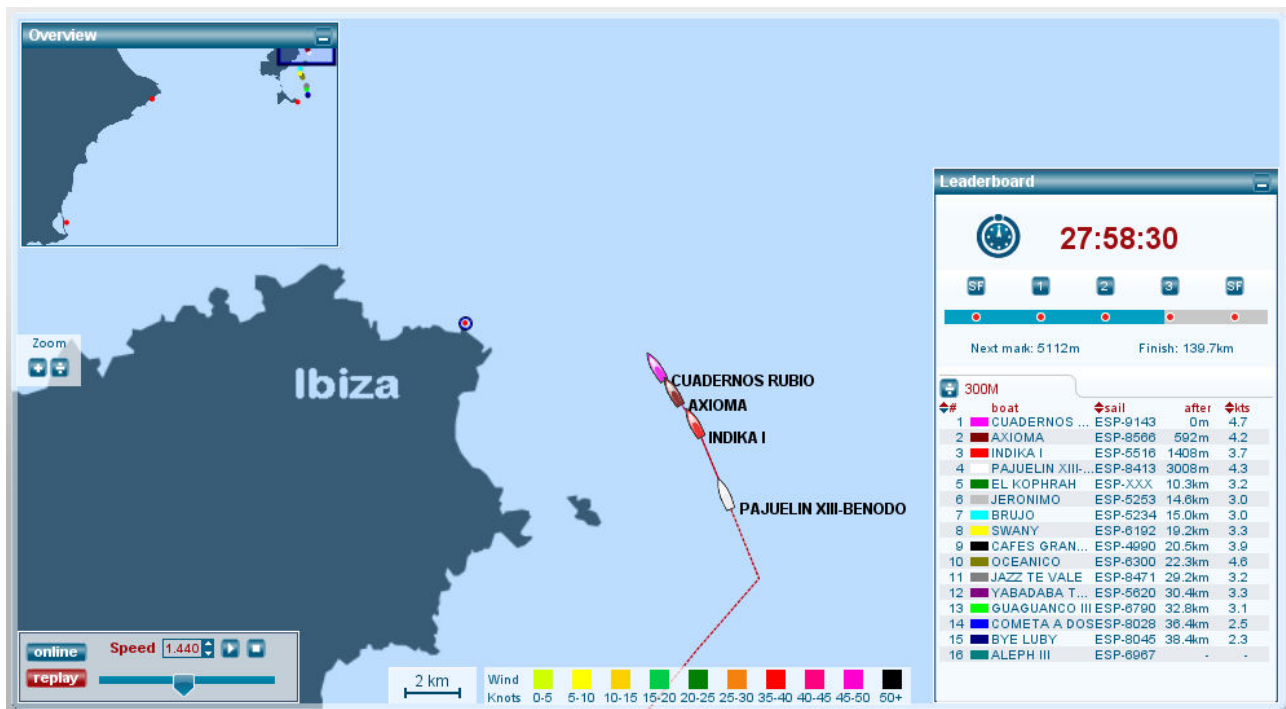 Overview
Zoom
Ibiza
CUADERNOS RUBIO
AXIOMA
INDIKA I
PAJUELIN XIII-BENODO
online
replay
Speed 1.440
2 km
Wind
Knots 0-5 5-10 10-15 15-20 20-25 25-30 30-35 35-40 40-45 45-50 50+
Leaderboard
27:58:30
SF 1 2 3 SF
Next mark: 5112m Finish: 139.7km
300M
# boat sail after kts
1 CUADERNOS ... ESP-9143 0m 4.7
2 AXIOMA ESP-8566 592m 4.2
3 INDIKA I ESP-5516 1408m 3.7
4 PAJUELIN XIII-... ESP-8413 3008m 4.3
5 EL KOPHRAH ESP-XXX 10.3km 3.2
6 JERONIMO ESP-5253 14.6km 3.0
7 BRUJO ESP-5234 15.0km 3.0
8 SWANY ESP-6192 19.2km 3.3
9 CAFES GRAN... ESP-4990 20.5km 3.9
10 OCEANICO ESP-6300 22.3km 4.6
11 JAZZ TE VALE ESP-8471 29.2km 3.2
12 YABADABA T... ESP-5620 30.4km 3.3
13 GUAGUANCO III ESP-6790 32.8km 3.1
14 COMETA A DOS ESP-8028 36.4km 2.5
15 BYE LUBY ESP-8045 38.4km 2.3
16 ALEPH III ESP-6967 - -